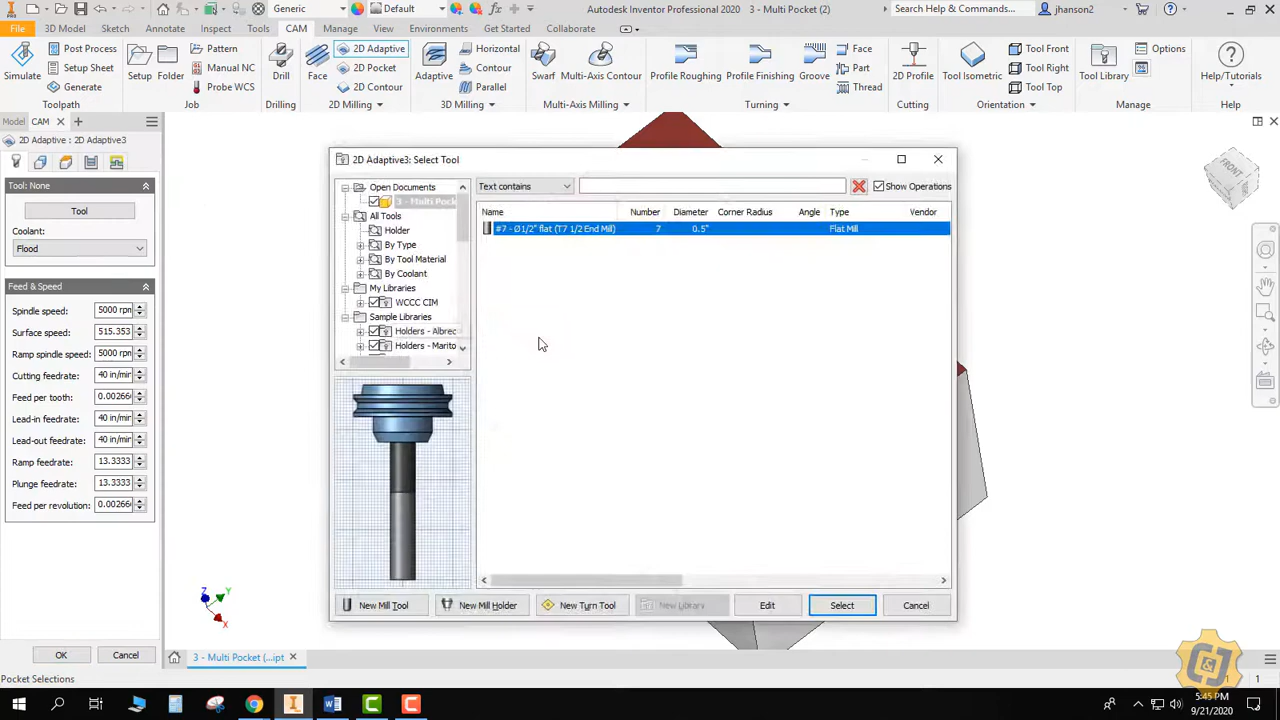 PRO
Generic
Default
Autodesk Inventor Professional 2020 3 - Multi Pocket (2)
Search Help & Commands...
jhanson2
File 3D Model Sketch Annotate Inspect Tools CAM Manage View Environments Get Started Collaborate
Post Process
Setup Sheet
Generate
Simulate
Toolpath
Setup
Folder
Pattern
Manual NC
Probe WCS
Job
Drill
Drilling
Face
2D Adaptive
2D Pocket
2D Contour
2D Milling
Adaptive
Horizontal
Contour
Parallel
3D Milling
Swarf
Multi-Axis Contour
Multi-Axis Milling
Profile Roughing
Profile Finishing
Groove
Face
Part
Thread
Turning
2D Profile
Cutting
Tool Isometric
Tool Front
Tool Right
Tool Top
Orientation
Tool Library
Options
Manage
Help/Tutorials
Help
Model CAM
2D Adaptive : 2D Adaptive3
Tool: None
Tool
Coolant:
Flood
Feed & Speed
Spindle speed: 5000 rpn
Surface speed: 515.353
Ramp spindle speed: 5000 rpn
Cutting feedrate: 40 in/min
Feed per tooth: 0.00266
Lead-in feedrate: 40 in/min
Lead-out feedrate: 40 in/min
Ramp feedrate: 13.3333
Plunge feedrate: 13.3333
Feed per revolution: 0.00266
OK Cancel
Pocket Selections
2D Adaptive3: Select Tool
Open Documents
3 - Multi Pock
All Tools
Holder
By Type
By Tool Material
By Coolant
My Libraries
WCCC CIM
Sample Libraries
Holders - Albrec
Holders - Marito
Text contains
Show Operations
Name Number Diameter Corner Radius Angle Type Vendor
#7 - Ø1/2" flat (T7 1/2 End Mill) 7 0.5" Flat Mill
New Mill Tool New Mill Holder New Turn Tool New Library Edit Select Cancel
FRONT
Z Y
X
3 - Multi Pocket (...ipt
1 1
C J
5:45 PM
9/21/2020